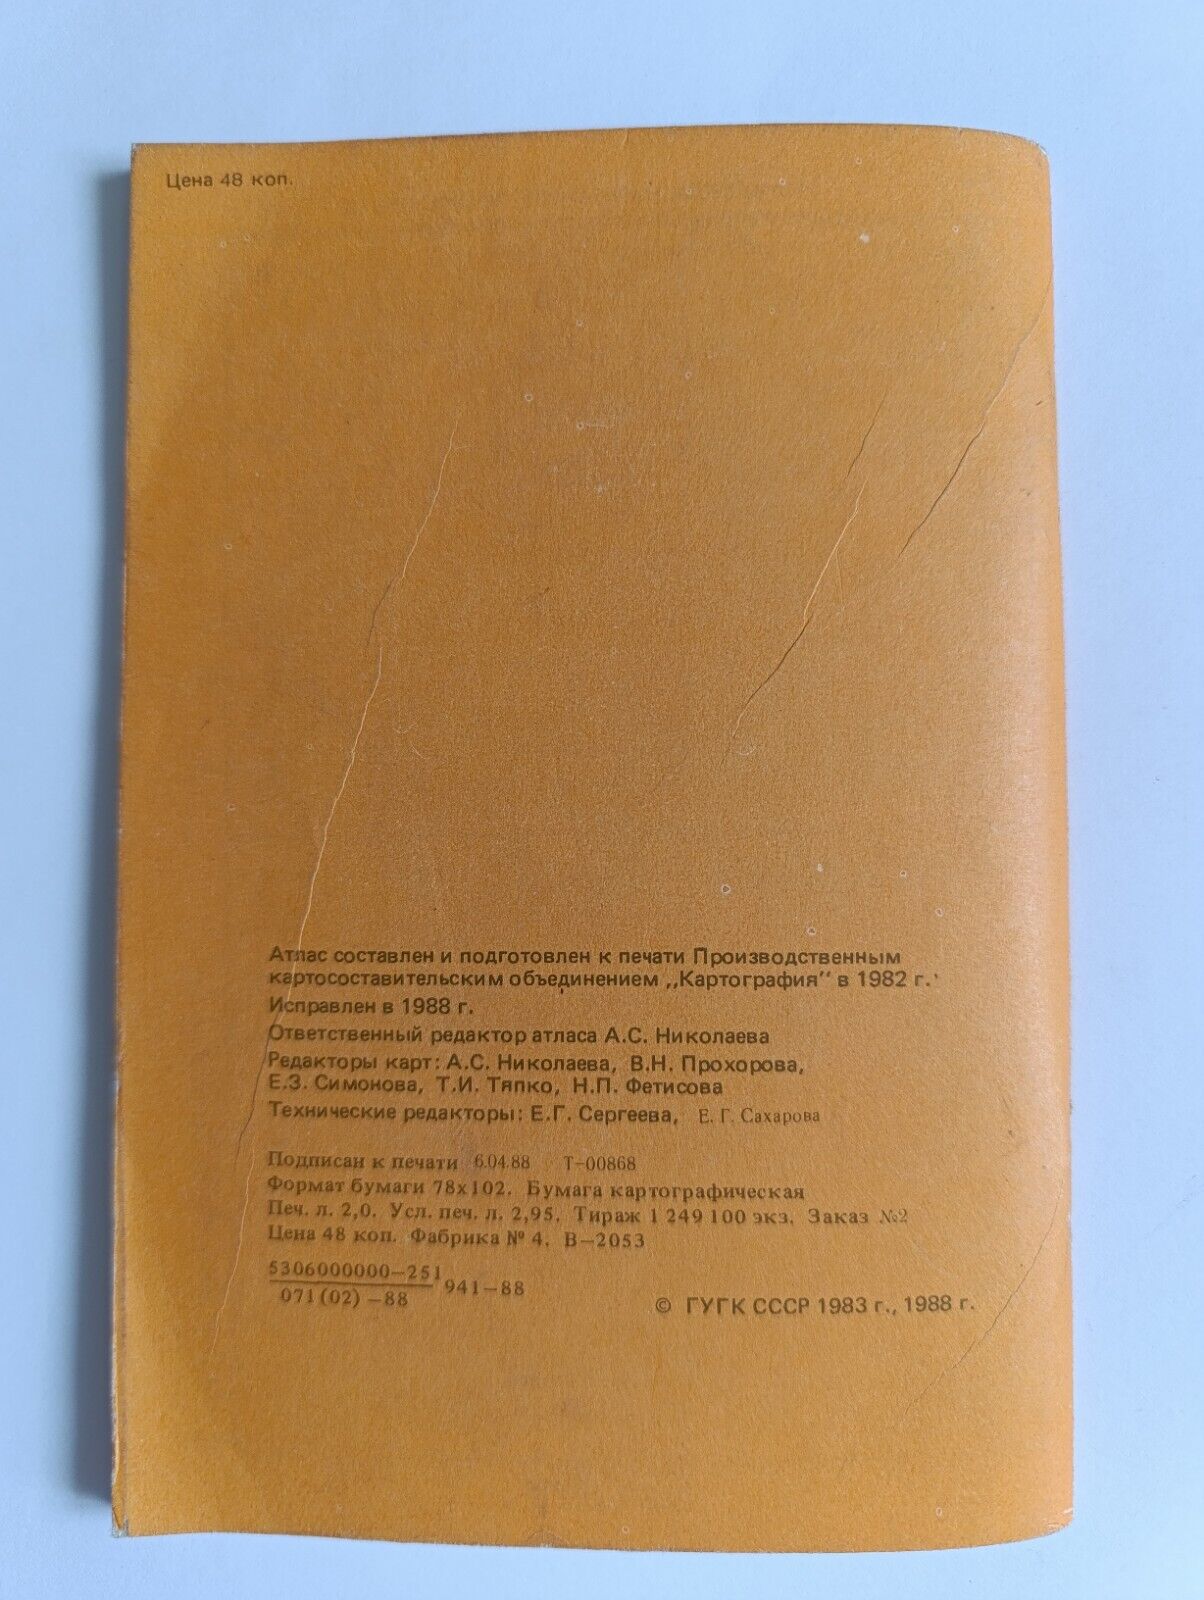 Цена 48 коп.
Атлас составлен и подготовлен к печати Производственным
картосоставительским объединением „Картография" в 1982 г.
Исправлен в 1988 г.
Ответственный редактор атласа А.С. Николаева
Редакторы карт: А.С. Николаева, В.Н. Прохорова,
Е.З. Симонова, Т.И. Тяпко, Н.П. Фетисова
Технические редакторы: Е.Г. Сергеева, Е. Г. Сахарова
Подписан к печати 6.04.88 Т-00868
Формат бумаги 78х102. Бумага картографическая
Печ. л. 2,0. Усл. печ. л. 2,95. Тираж 1 249 100 экз. Заказ №2
Цена 48 коп. Фабрика № 4. В-2053
5306000000-251
071(02)-88
941-88
© ГУГК СССР 1983 г., 1988 г.